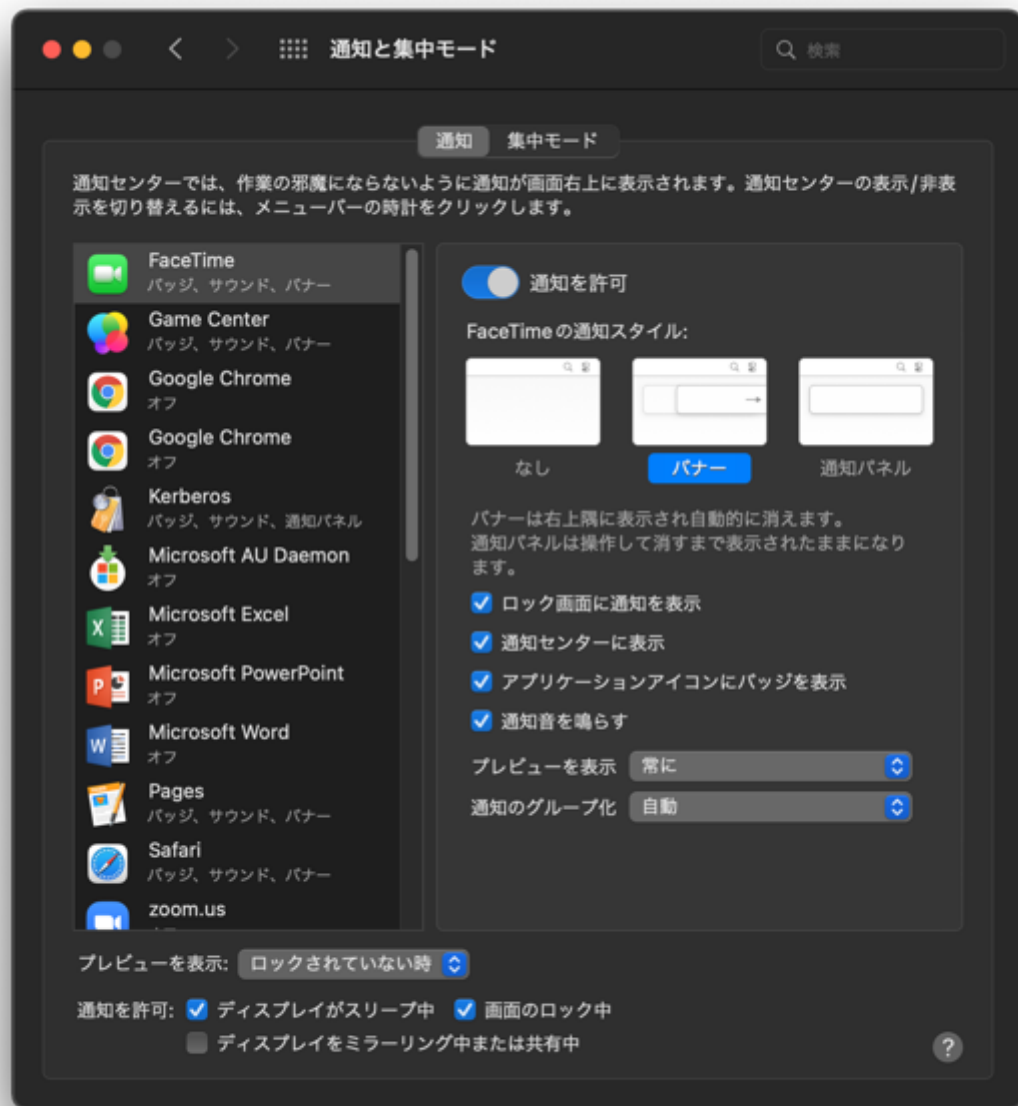 通知と集中モード
検索
通知
集中モード
通知センターでは、作業の邪魔にならないように通知が画面右上に表示されます。通知センターの表示/非表
示を切り替えるには、メニューバーの時計をクリックします。
FaceTime
バッジ、サウンド、バナー
Game Center
バッジ、サウンド、バナー
Google Chrome
オフ
Google Chrome
オフ
Kerberos
バッジ、サウンド、通知パネル
Microsoft AU Daemon
オフ
Microsoft Excel
オフ
Microsoft PowerPoint
オフ
Microsoft Word
オフ
Pages
バッジ、サウンド、バナー
Safari
バッジ、サウンド、バナー
zoom.us
通知を許可
FaceTimeの通知スタイル:
なし
バナー
通知パネル
バナーは右上隅に表示され自動的に消えます。
通知パネルは操作して消すまで表示されたままになり
ます。
ロック画面に通知を表示
通知センターに表示
アプリケーションアイコンにバッジを表示
通知音を鳴らす
プレビューを表示 常に
通知のグループ化 自動
プレビューを表示: ロックされていない時
通知を許可: ディスプレイがスリープ中 画面のロック中
ディスプレイをミラーリング中または共有中
?